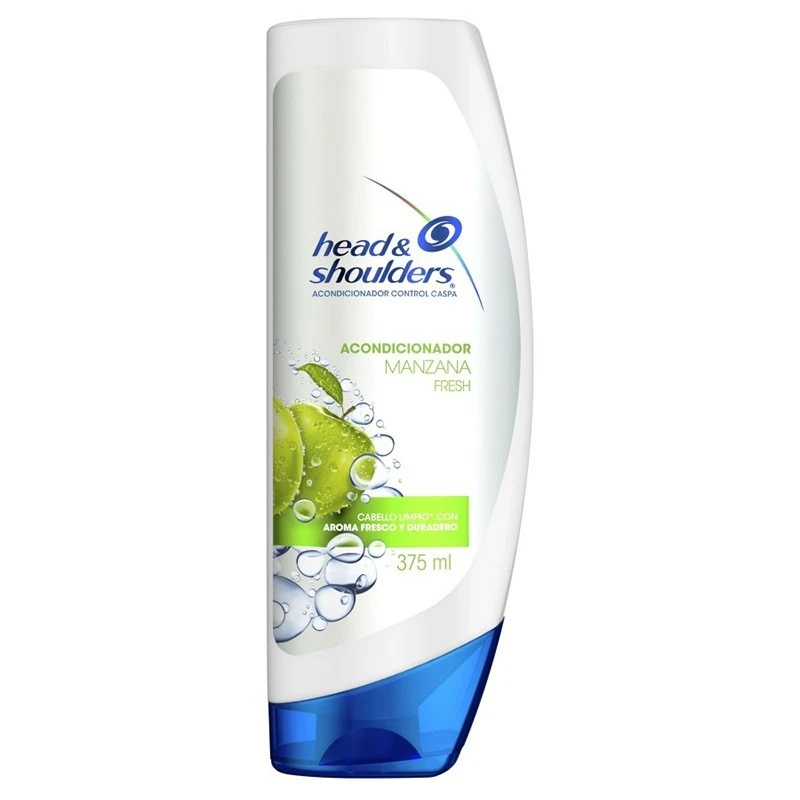 head &
shoulders®
ACONDICIONADOR CONTROL CASPA
ACONDICIONADOR
MANZANA
FRESH
CABELLO LIMPIO* CON
AROMA FRESCO Y DURADERO
375 ml